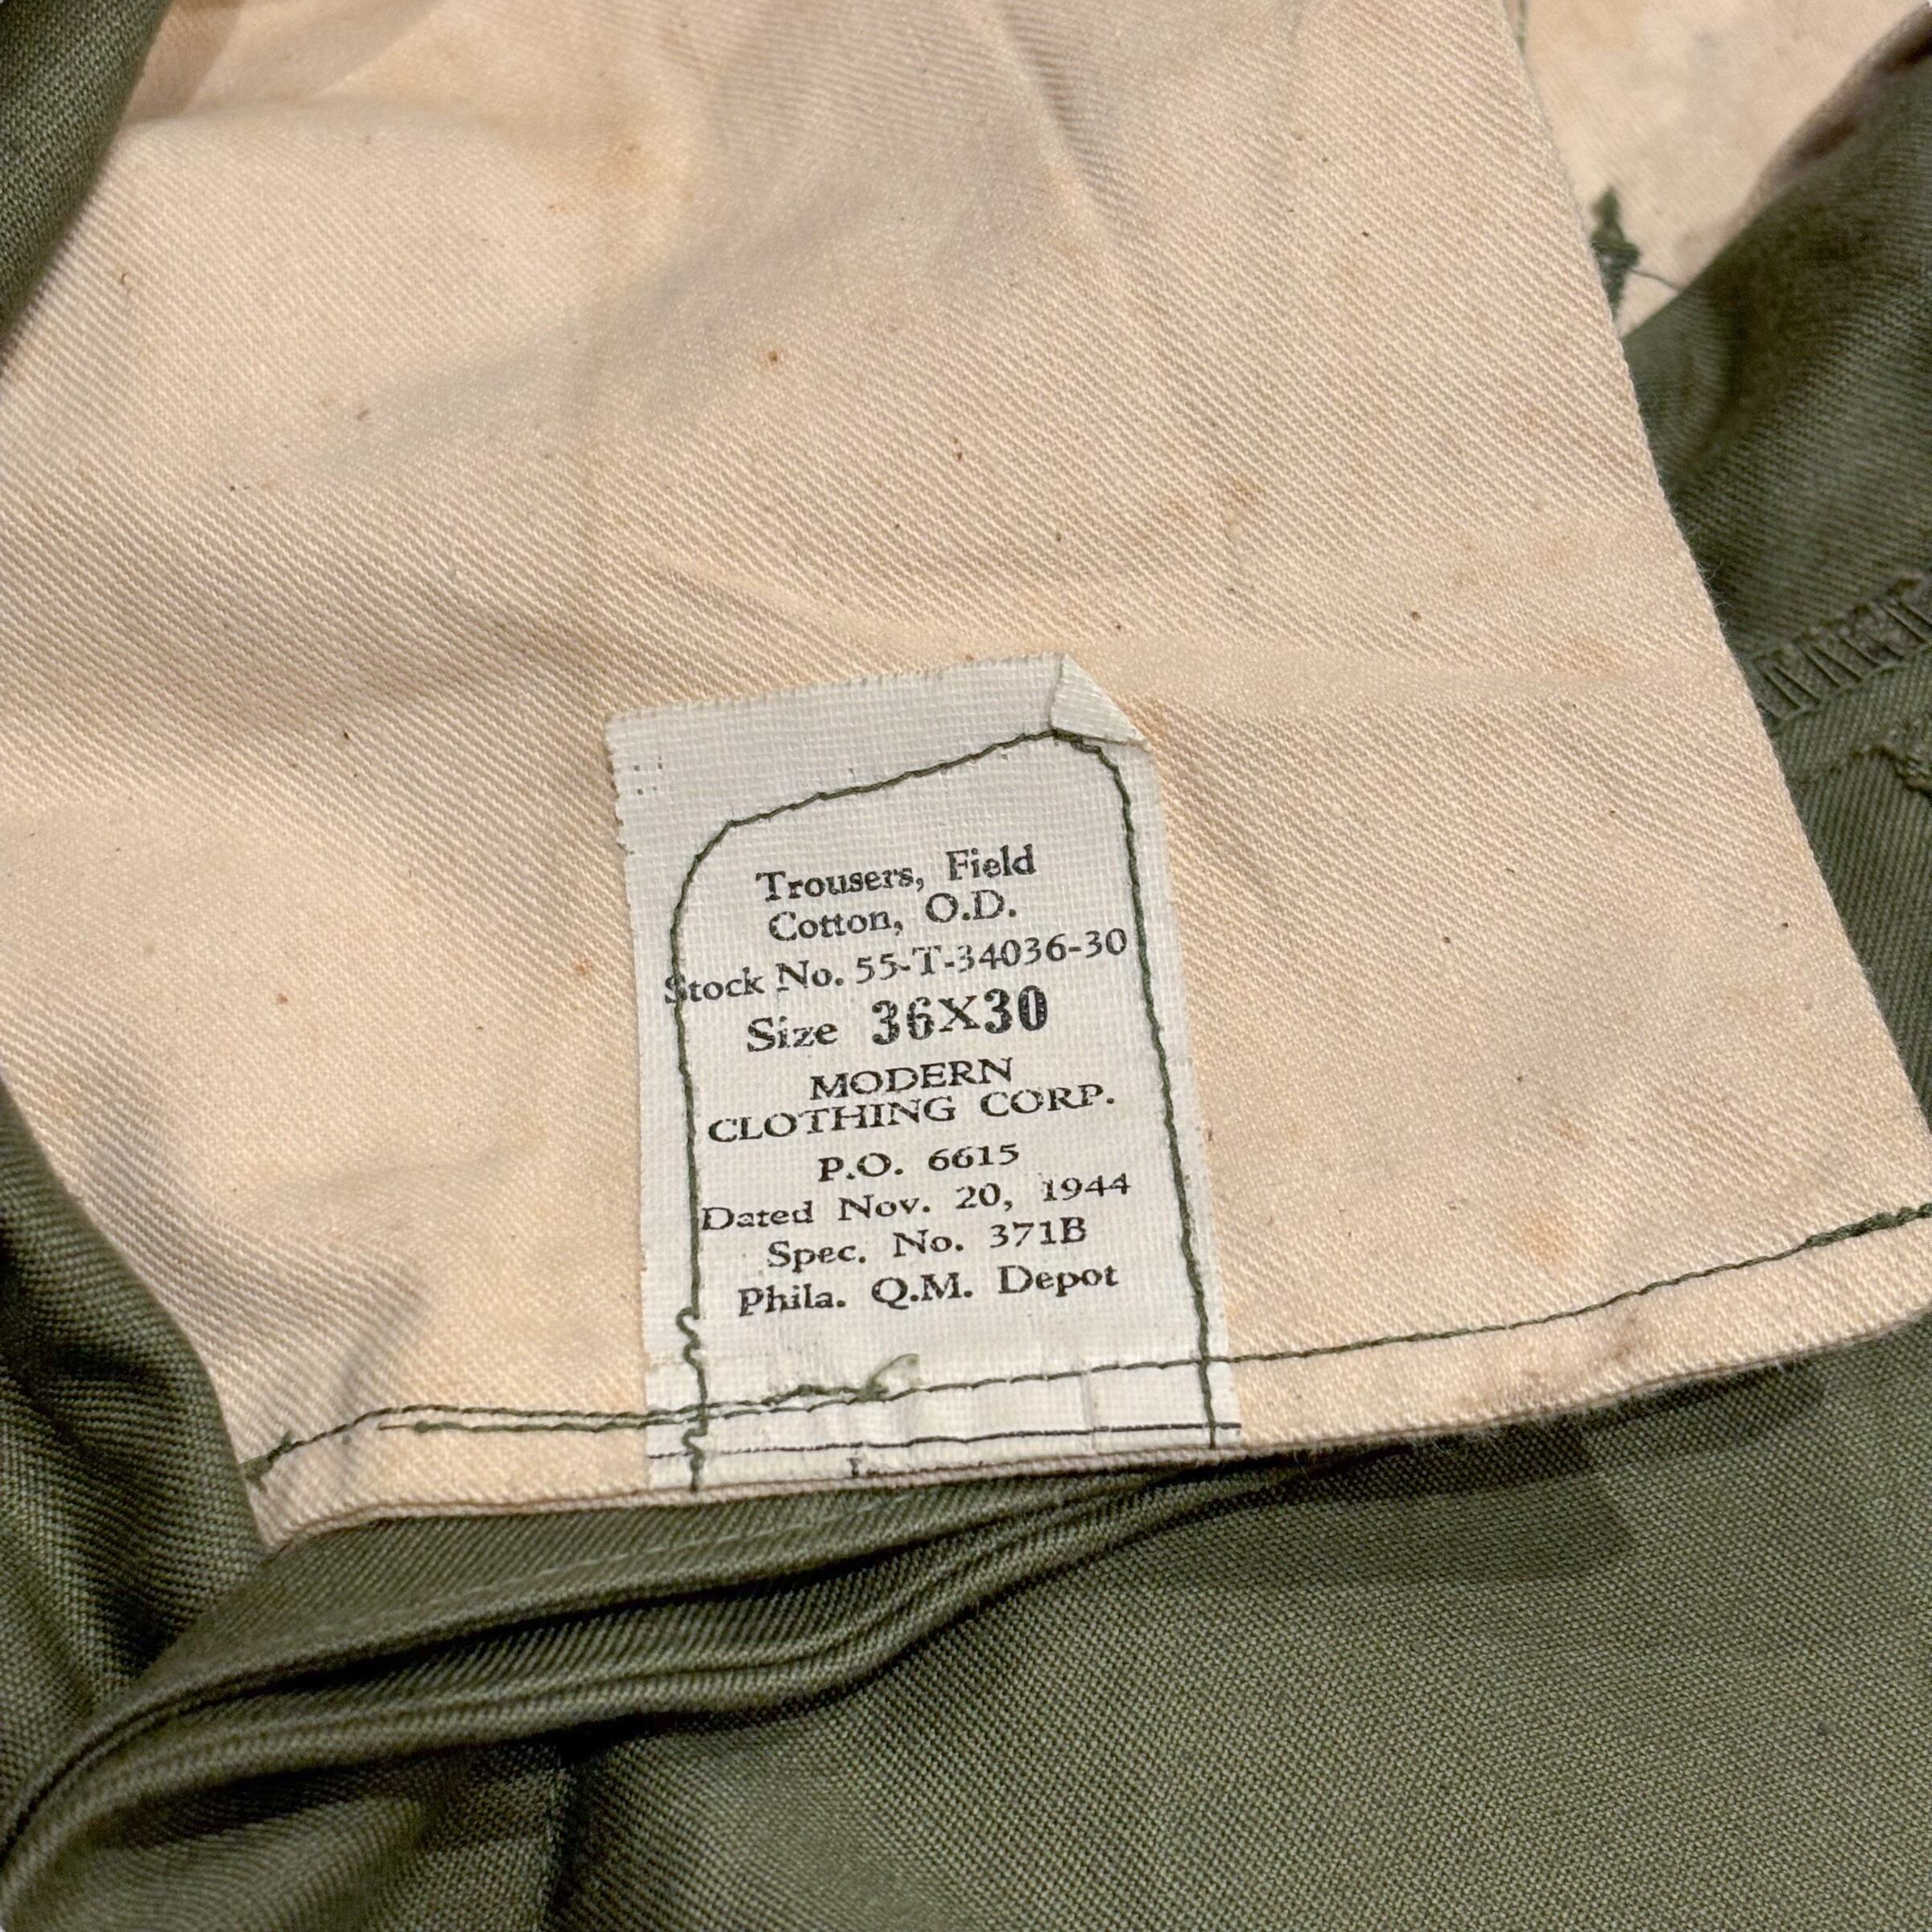 Trousers, Field
Cotton, O.D.
Stock No. 55-T-34036-30
Size 36X30
MODERN
CLOTHING CORP.
P.O. 6615
Dated Nov. 20, 1944
Spec. No. 371B
Phila. Q.M. Depot